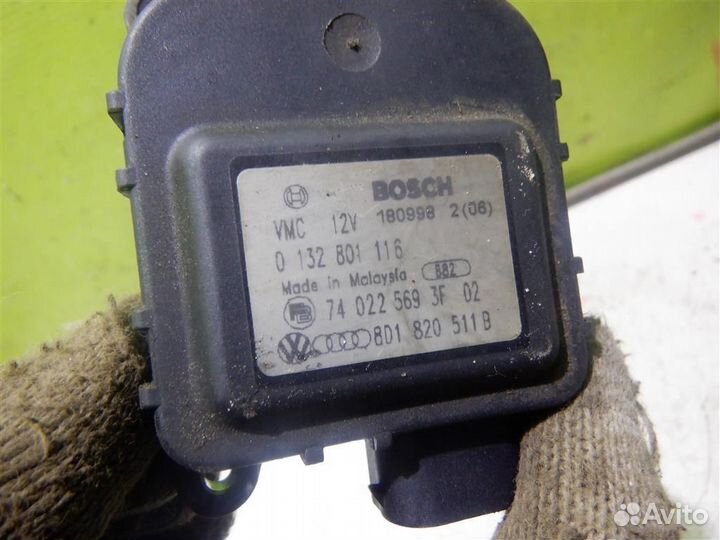 BOSCH
VMC 12V 180998 2(06)
0 132 801 116
Made in Malaysia 882
74 022 569 3F 02
8D1 820 511 B
Avito